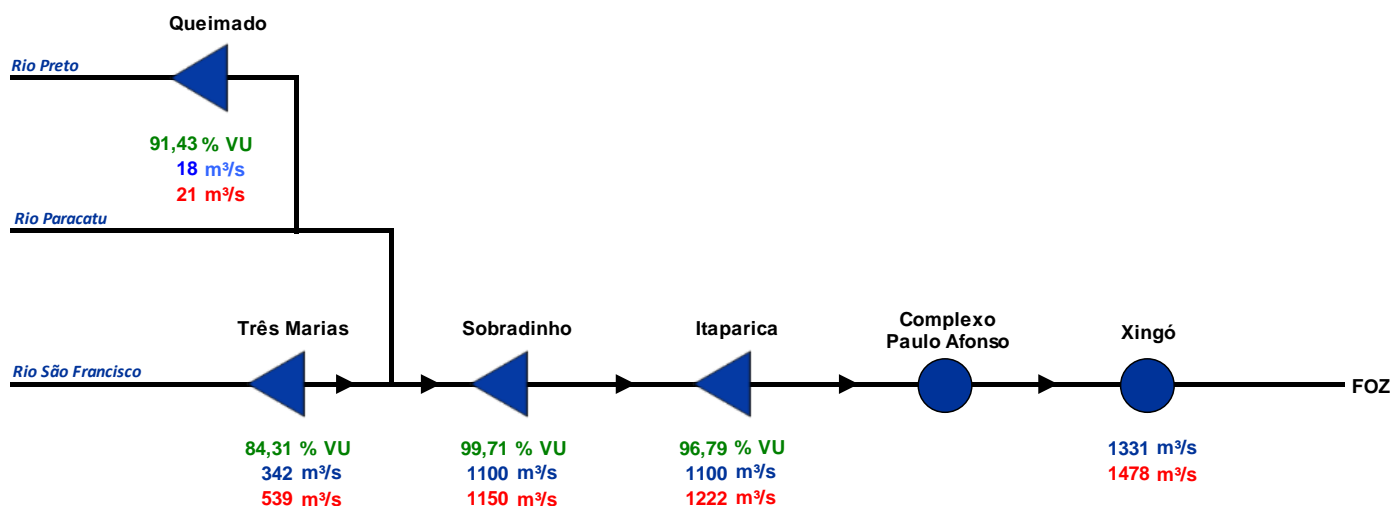 Queimado
Rio Preto
91,43 % VU
18 m³/s
21 m³/s
Rio Paracatu
Três Marias
Sobradinho
Itaparica
Complexo
Paulo Afonso
Xingó
Rio São Francisco
FOZ
84,31 % VU
342 m³/s
539 m³/s
99,71 % VU
1100 m³/s
1150 m³/s
96,79 % VU
1100 m³/s
1222 m³/s
1331 m³/s
1478 m³/s